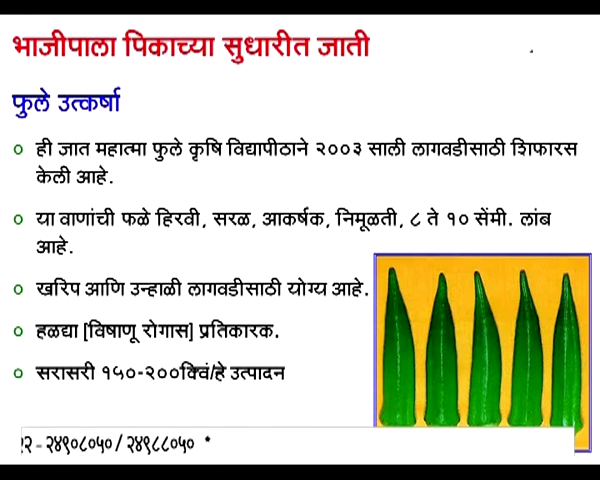 भाजीपाला पिकाच्या सुधारीत जाती
फुले उत्कर्षा
ही जात महात्मा फुले कृषि विद्यापीठाने २००३ साली लागवडीसाठी शिफारस
केली आहे.
या वाणांची फळे हिरवी, सरळ, आकर्षक, निमूळती, ८ ते १० सेंमी. लांब
आहे.
खरिप आणि उन्हाळी लागवडीसाठी योग्य आहे.
हळद्या [विषाणू रोगास] प्रतिकारक.
सरासरी १५०-२००क्विं/हे उत्पादन
२२ - २४९०८०५० / २४९८८०५० *